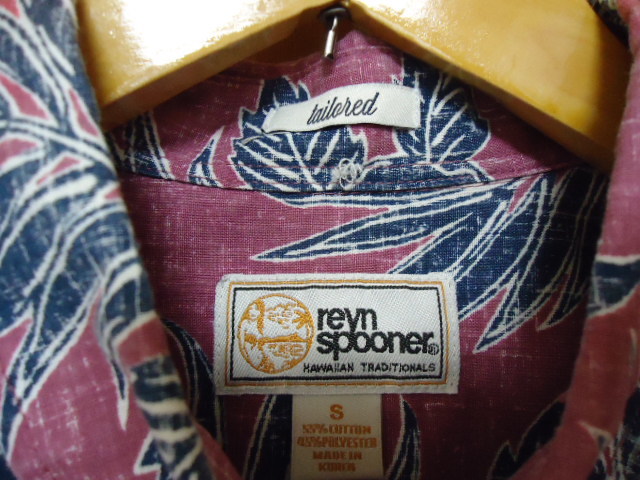 tailored
reyn
spooner®
HAWAIIAN TRADITIONALS
S
55% COTTON
45% POLYESTER
MADE IN
KOREA